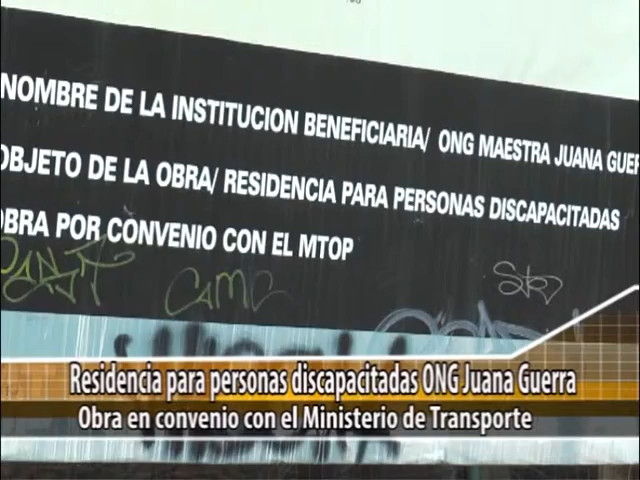 NOMBRE DE LA INSTITUCION BENEFICIARIA/ ONG MAESTRA JUANA GUER
OBJETO DE LA OBRA/ RESIDENCIA PARA PERSONAS DISCAPACITADAS
OBRA POR CONVENIO CON EL MTOP
Residencia para personas discapacitadas ONG Juana Guerra
Obra en convenio con el Ministerio de Transporte